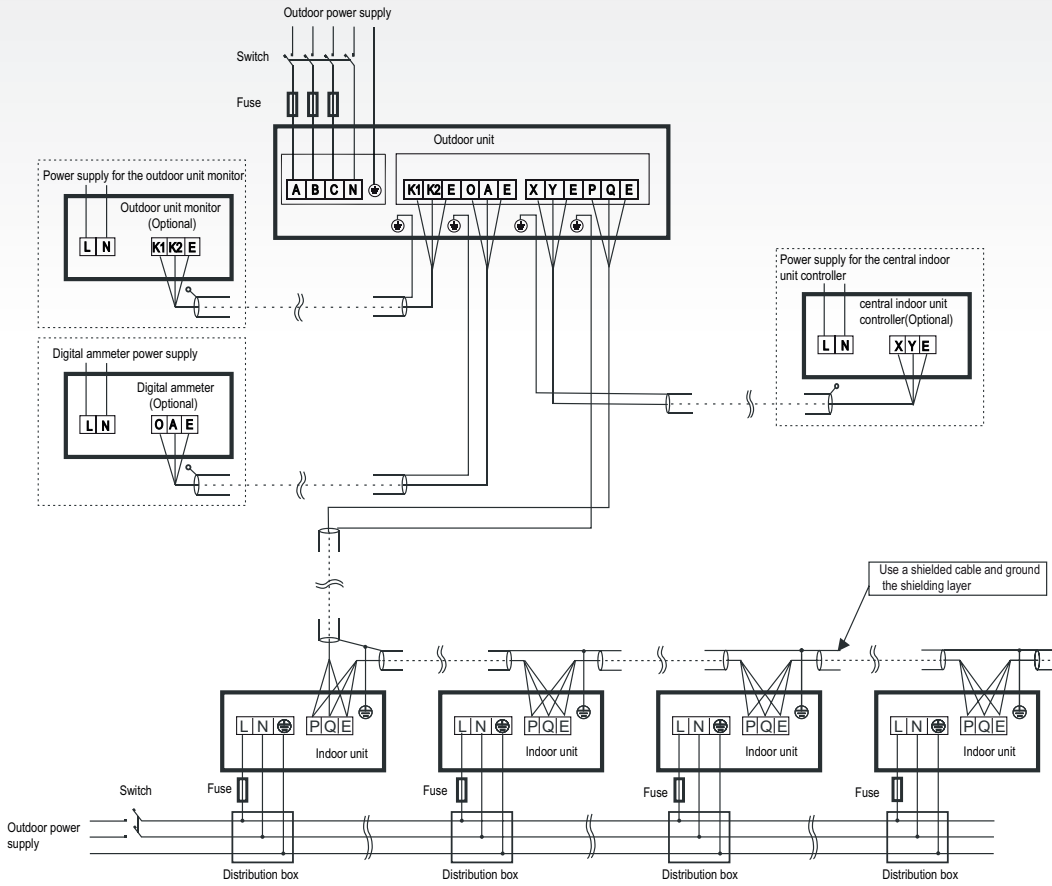 Outdoor power supply
Switch
Fuse
Outdoor unit
A B C N
K1 K2 E O A E X Y E P Q E
Power supply for the outdoor unit monitor
Outdoor unit monitor
(Optional)
L N
K1 K2 E
Digital ammeter power supply
Digital ammeter
(Optional)
L N
O A E
Power supply for the central indoor
unit controller
central indoor unit
controller(Optional)
L N
X Y E
Use a shielded cable and ground
the shielding layer
L N
P Q E
Indoor unit
Fuse
L N
P Q E
Indoor unit
Fuse
L N
P Q E
Indoor unit
Fuse
L N
P Q E
Indoor unit
Fuse
Switch
Outdoor power
supply
Distribution box
Distribution box
Distribution box
Distribution box